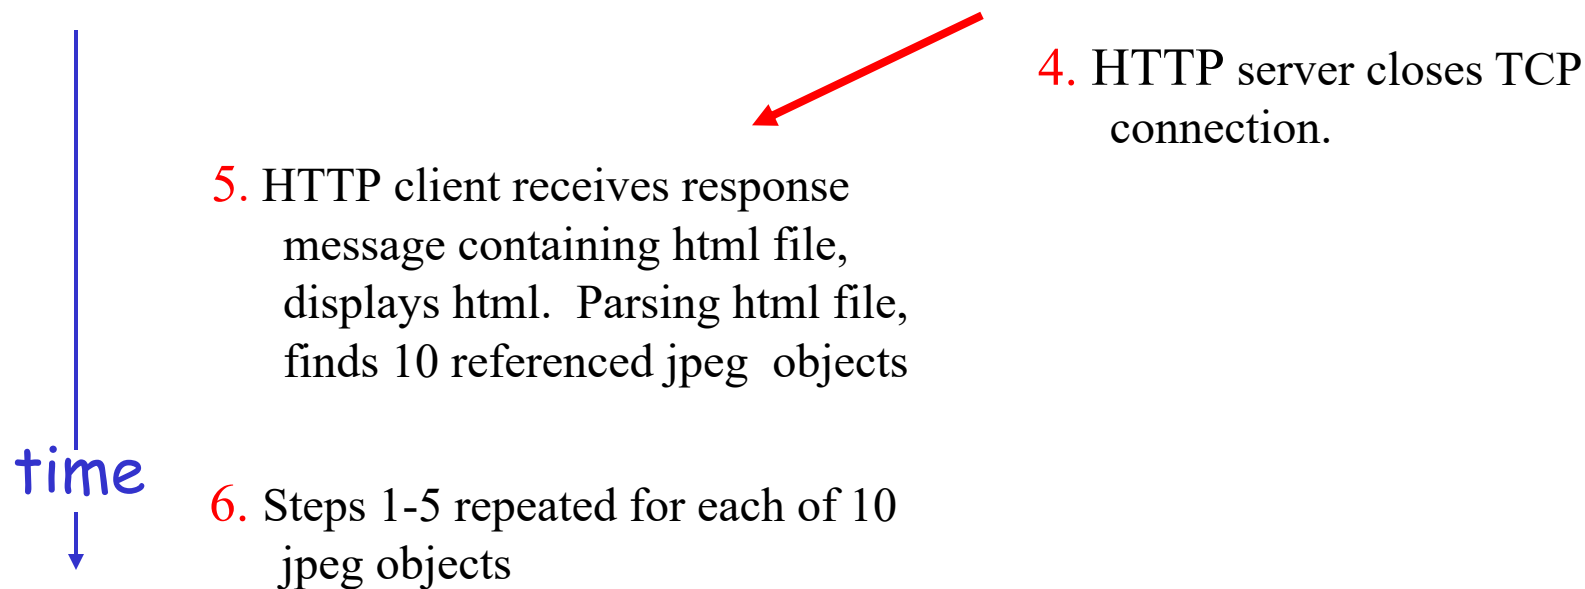 4. HTTP server closes TCP
connection.
5. HTTP client receives response
message containing html file,
displays html.  Parsing html file,
finds 10 referenced jpeg  objects
time
6. Steps 1-5 repeated for each of 10
jpeg objects